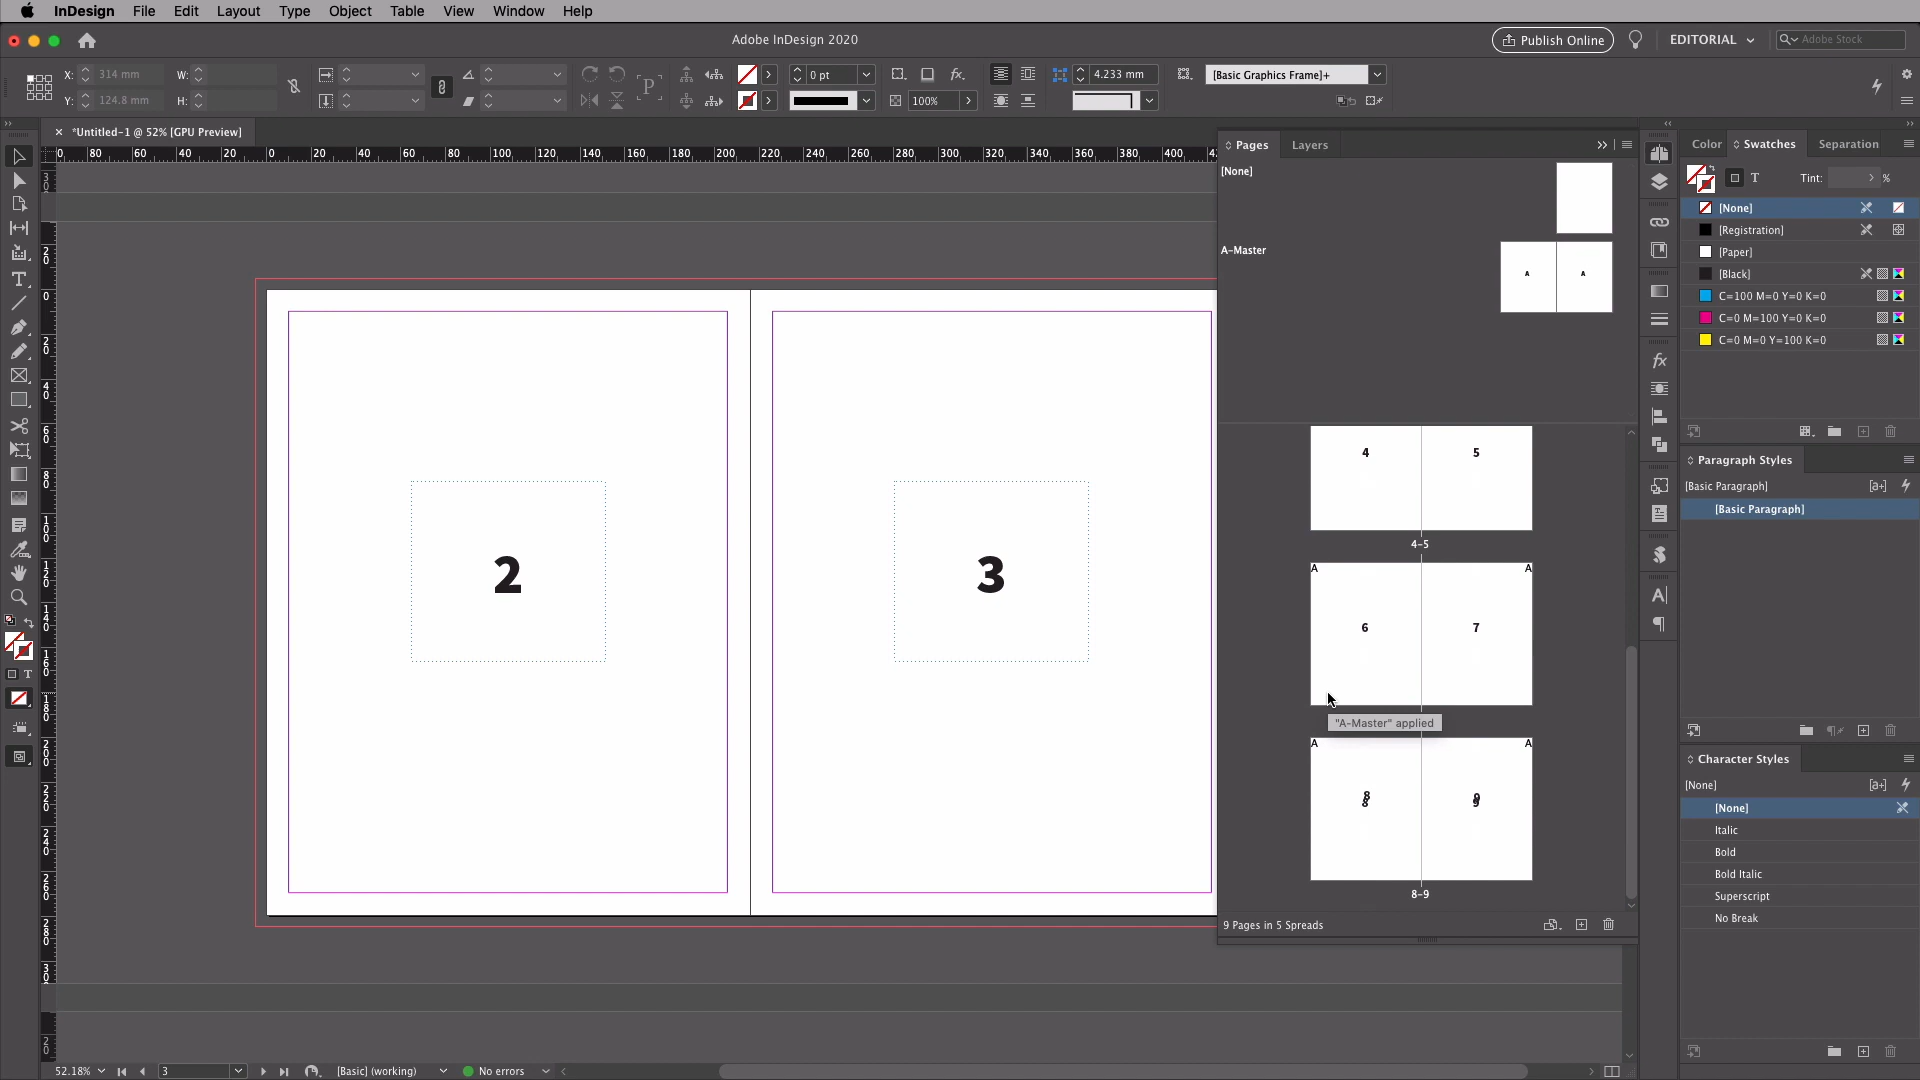 InDesign File Edit Layout Type Object Table View Window Help
Adobe InDesign 2020
Publish Online
EDITORIAL
Adobe Stock
X: 314 mm W:
0 pt
4.233 mm
[Basic Graphics Frame]+
Y: 124.8 mm H:
P
fx.
100%
× *Untitled-1 @ 52% [GPU Preview]
0 80 60 40 20 0 20 40 60 80 100 120 140 160 180 200 220 240 260 280 300 320 340 360 380 400
Pages Layers
[None]
A-Master
A A
4 5
4-5
A A
6 7
"A-Master" applied
A A
8 9
8 9
8-9
9 Pages in 5 Spreads
2 3
Color Swatches Separation
T Tint: %
[None]
[Registration]
[Paper]
[Black]
C=100 M=0 Y=0 K=0
C=0 M=100 Y=0 K=0
C=0 M=0 Y=100 K=0
Paragraph Styles
[Basic Paragraph] [a+]
[Basic Paragraph]
Character Styles
[None] [a+]
[None]
Italic
Bold
Bold Italic
Superscript
No Break
52.18% 3 [Basic] (working) No errors